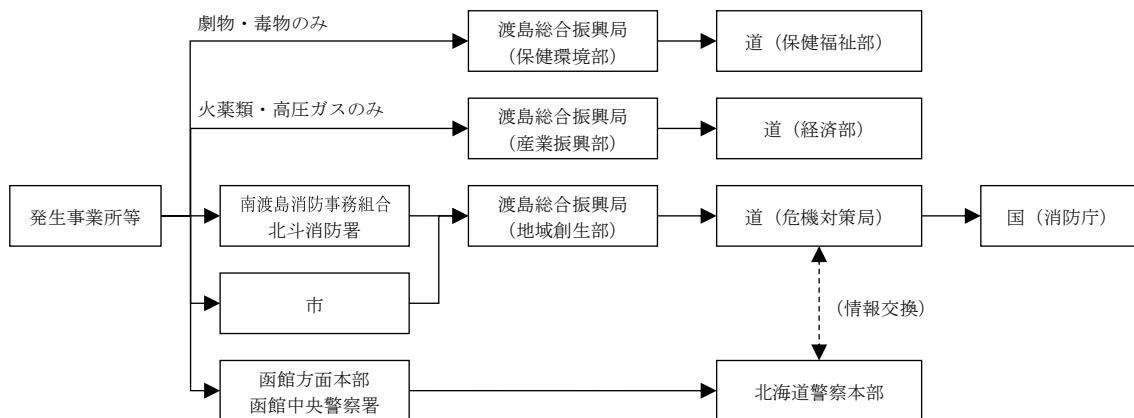 劇物・毒物のみ
渡島総合振興局
（保健環境部）
道（保健福祉部）
火薬類・高圧ガスのみ
渡島総合振興局
（産業振興部）
道（経済部）
発生事業所等
南渡島消防事務組合
北斗消防署
渡島総合振興局
（地域創生部）
道（危機対策局）
国（消防庁）
市
（情報交換）
函館方面本部
函館中央警察署
北海道警察本部